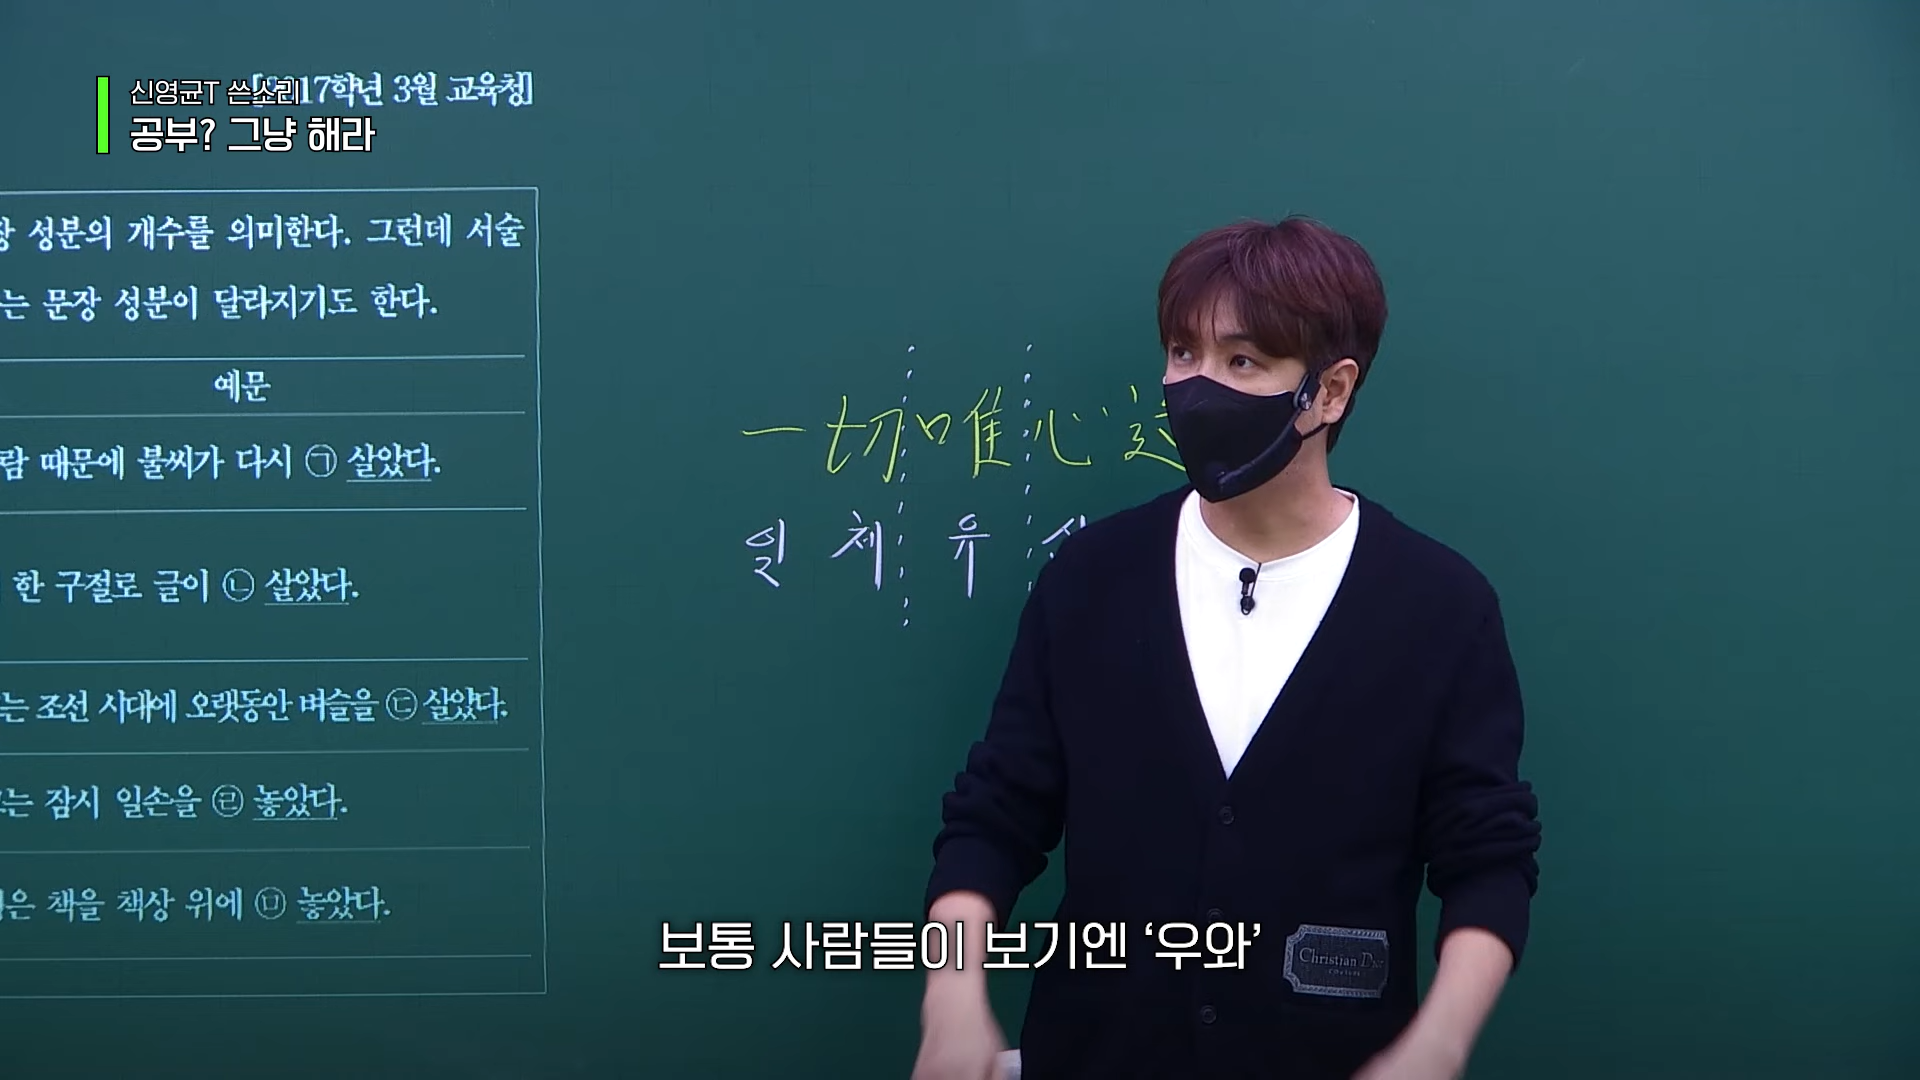 신영균T 쓴소리
[2017학년 3월 교육청]
공부? 그냥 해라
성분의 개수를 의미한다. 그런데 서술
는 문장 성분이 달라지기도 한다.
예문
람 때문에 불씨가 다시 ㉠ 살았다.
한 구절로 글이 ㉡ 살았다.
는 조선 시대에 오랫동안 벼슬을 ㉢ 살았다.
는 잠시 일손을 ㉣ 놓았다.
은 책을 책상 위에 ㉤ 놓았다.
一切唯心造
일체유심
보통 사람들이 보기엔 ‘우와’
Christian Dior